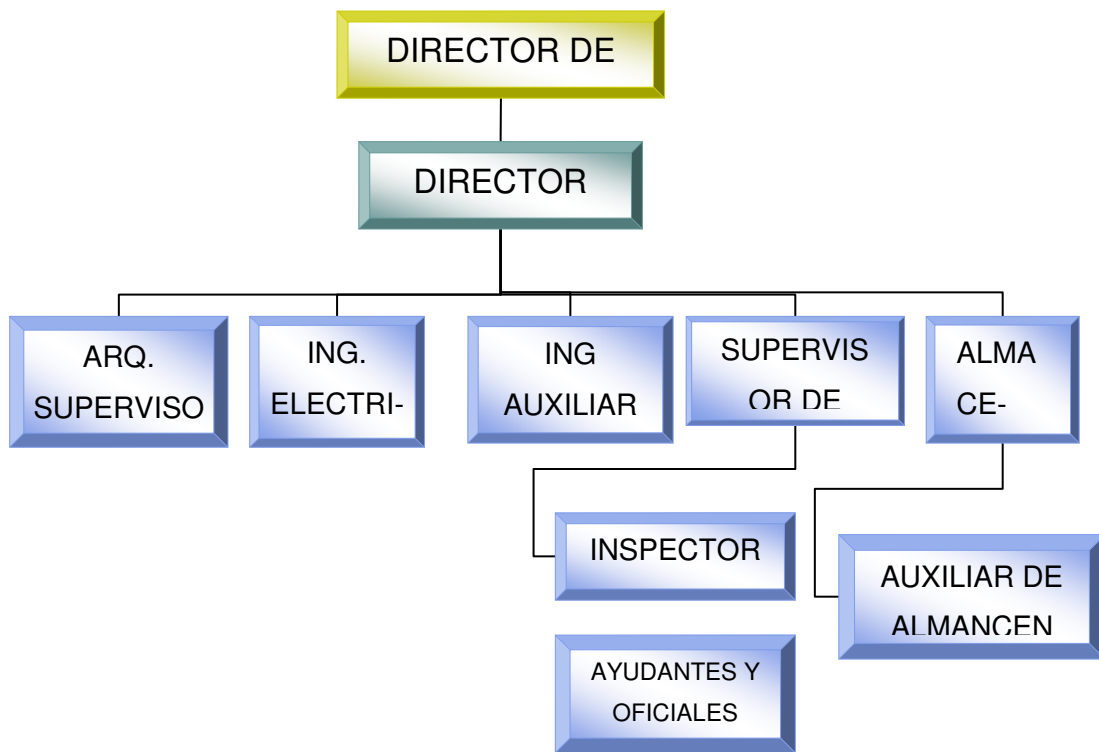 DIRECTOR DE
DIRECTOR
ARQ.
SUPERVISO
ING.
ELECTRI-
ING
AUXILIAR
SUPERVIS
OR DE
ALMA
CE-
INSPECTOR
AUXILIAR DE
ALMANCEN
AYUDANTES Y
OFICIALES